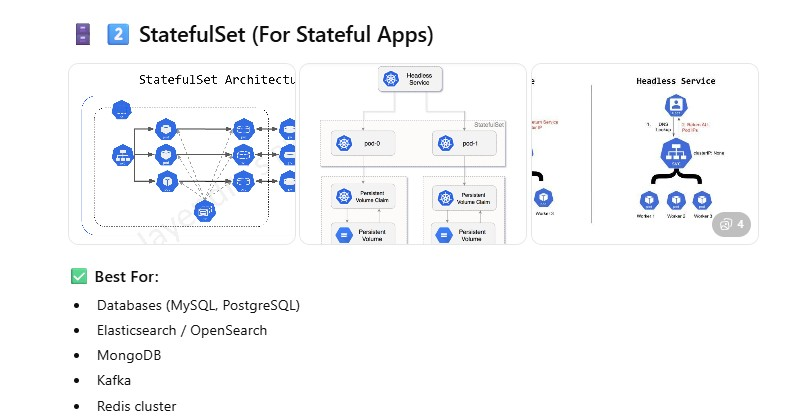 2 StatefulSet (For Stateful Apps)
StatefulSet Architectu
Headless
Service
StatefulSet
pod-0
pod-1
Persistent
Volume Claim
Persistent
Volume Claim
Persistent
Volume
Persistent
Volume
Headless Service
DNS
Lookup
clusterIP: None
Worker 1
Worker 2
Worker 3
4
Best For:
Databases (MySQL, PostgreSQL)
Elasticsearch / OpenSearch
MongoDB
Kafka
Redis cluster